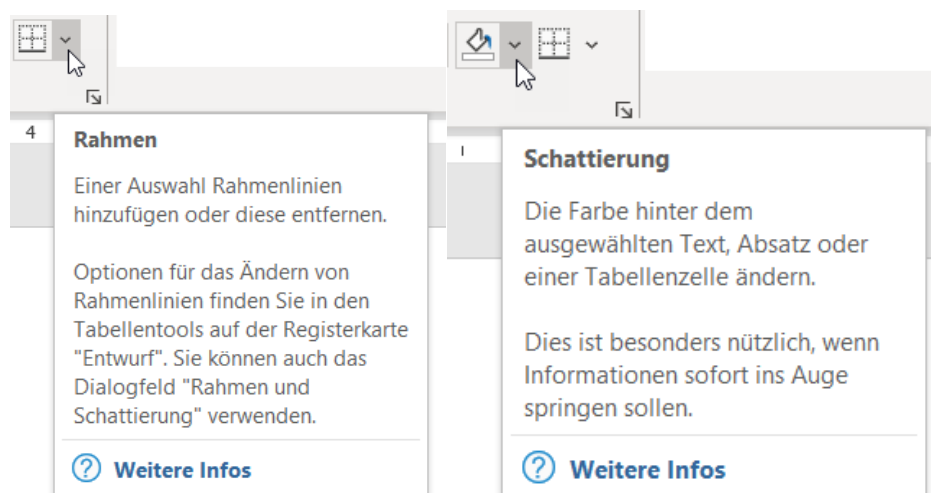 4
Rahmen
Einer Auswahl Rahmenlinien
hinzufügen oder diese entfernen.
Optionen für das Ändern von
Rahmenlinien finden Sie in den
Tabellentools auf der Registerkarte
"Entwurf". Sie können auch das
Dialogfeld "Rahmen und
Schattierung" verwenden.
Weitere Infos
Schattierung
Die Farbe hinter dem
ausgewählten Text, Absatz oder
einer Tabellenzelle ändern.
Dies ist besonders nützlich, wenn
Informationen sofort ins Auge
springen sollen.
Weitere Infos